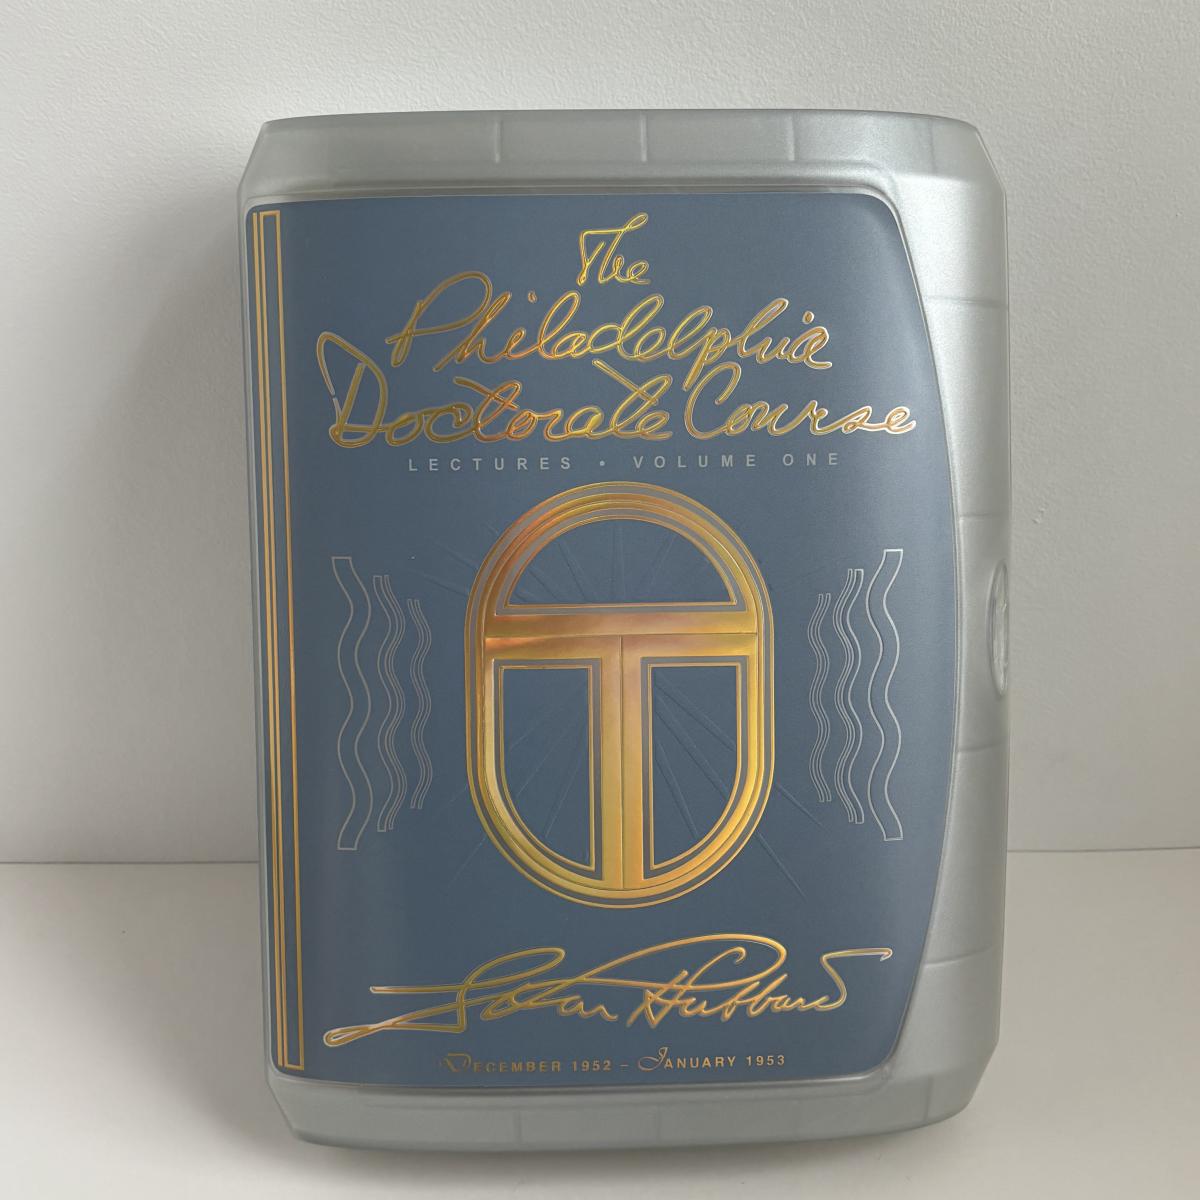 The
Philadelphia
Doctorate Course
LECTURES • VOLUME ONE
L Ron Hubbard
DECEMBER 1952 – JANUARY 1953